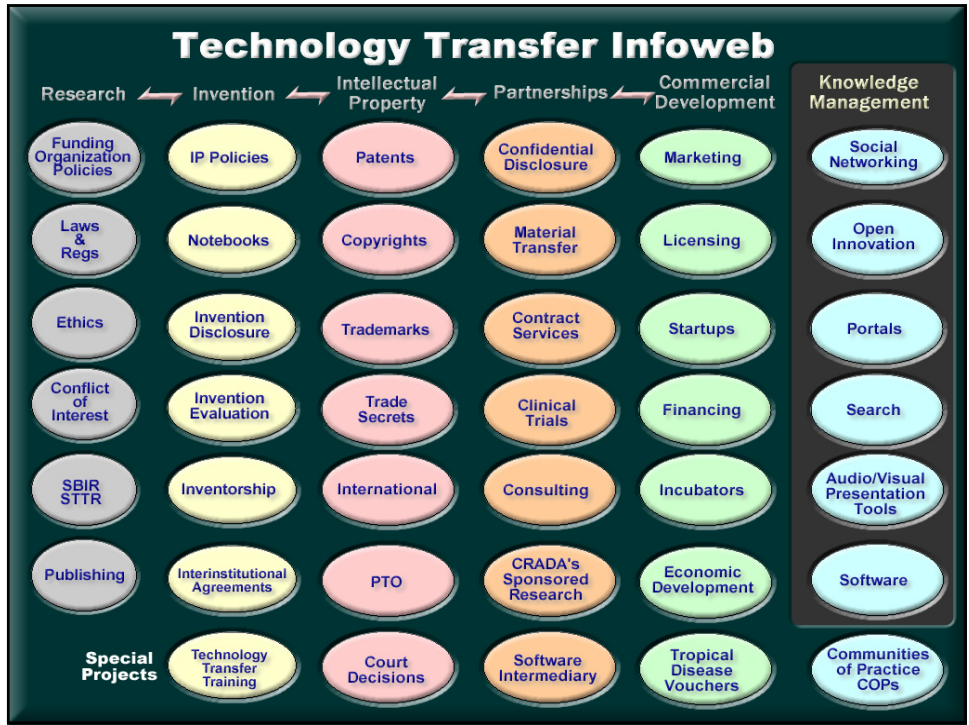 Technology Transfer Infoweb
Research
Invention
Intellectual
Property
Partnerships
Commercial
Development
Knowledge
Management
Funding
Organization
Policies
IP Policies
Patents
Confidential
Disclosure
Marketing
Social
Networking
Laws
&
Regs
Notebooks
Copyrights
Material
Transfer
Licensing
Open
Innovation
Ethics
Invention
Disclosure
Trademarks
Contract
Services
Startups
Portals
Conflict
of
Interest
Invention
Evaluation
Trade
Secrets
Clinical
Trials
Financing
Search
SBIR
STTR
Inventorship
International
Consulting
Incubators
Audio/Visual
Presentation
Tools
Publishing
Interinstitutional
Agreements
PTO
CRADA's
Sponsored
Research
Economic
Development
Software
Special
Projects
Technology
Transfer
Training
Court
Decisions
Software
Intermediary
Tropical
Disease
Vouchers
Communities
of Practice
COPs